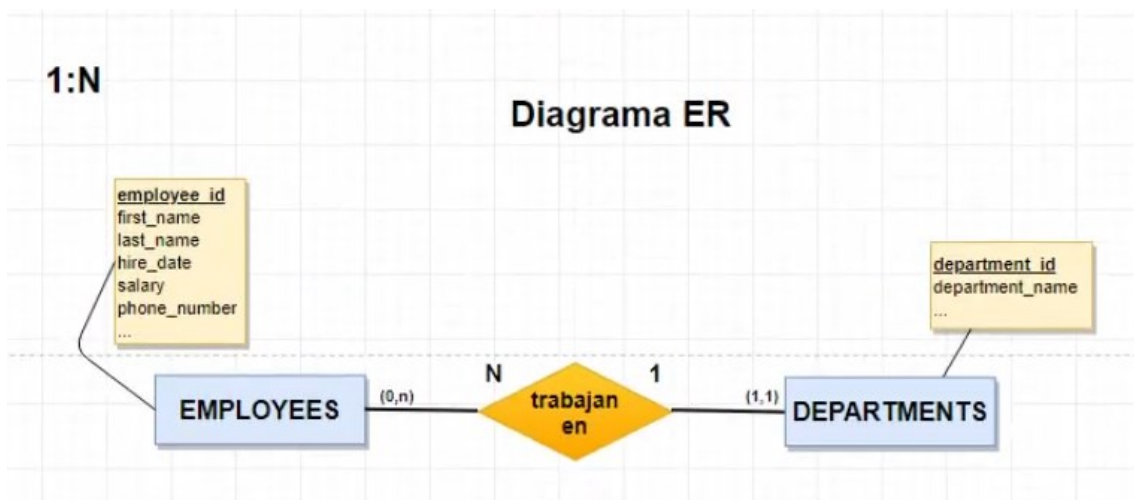 1:N
Diagrama ER
employee_id
first_name
last_name
hire_date
salary
phone_number
...
department_id
department_name
...
EMPLOYEES
(0,n)
N
trabajan
en
1
(1,1)
DEPARTMENTS